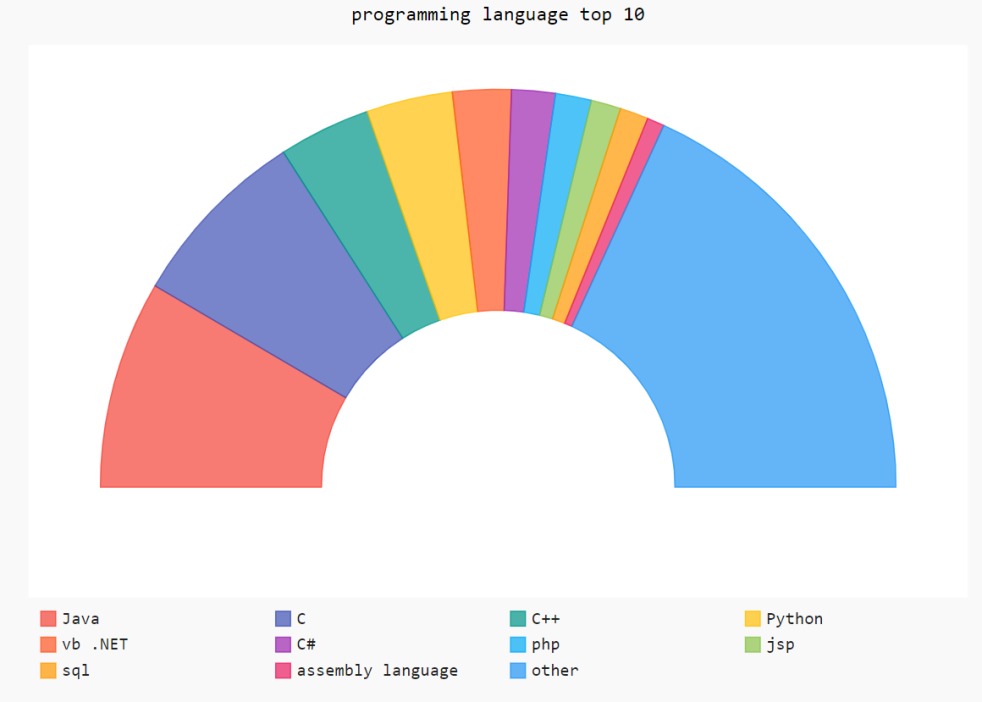 programming language top 10
Java C C++ Python
vb .NET C# php jsp
sql assembly language other